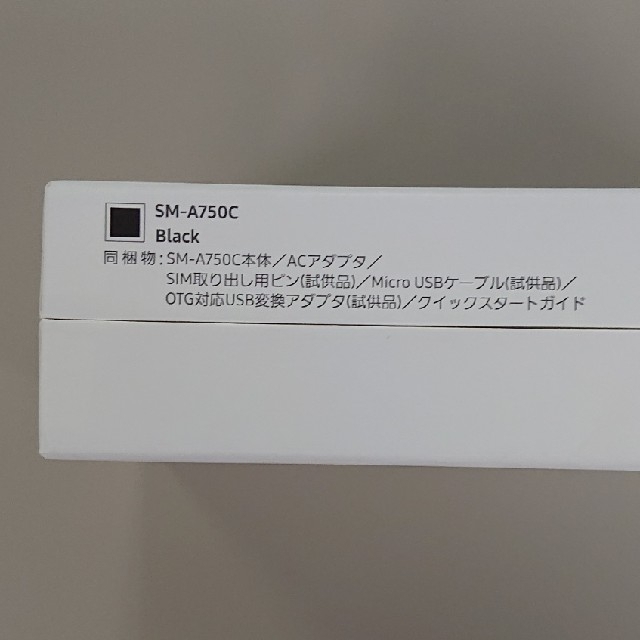 SM-A750C
Black
同梱物:SM-A750C本体/ACアダプタ/
SIM取り出し用ピン(試供品)/Micro USBケーブル(試供品)/
OTG対応USB変換アダプタ(試供品)/クイックスタートガイド